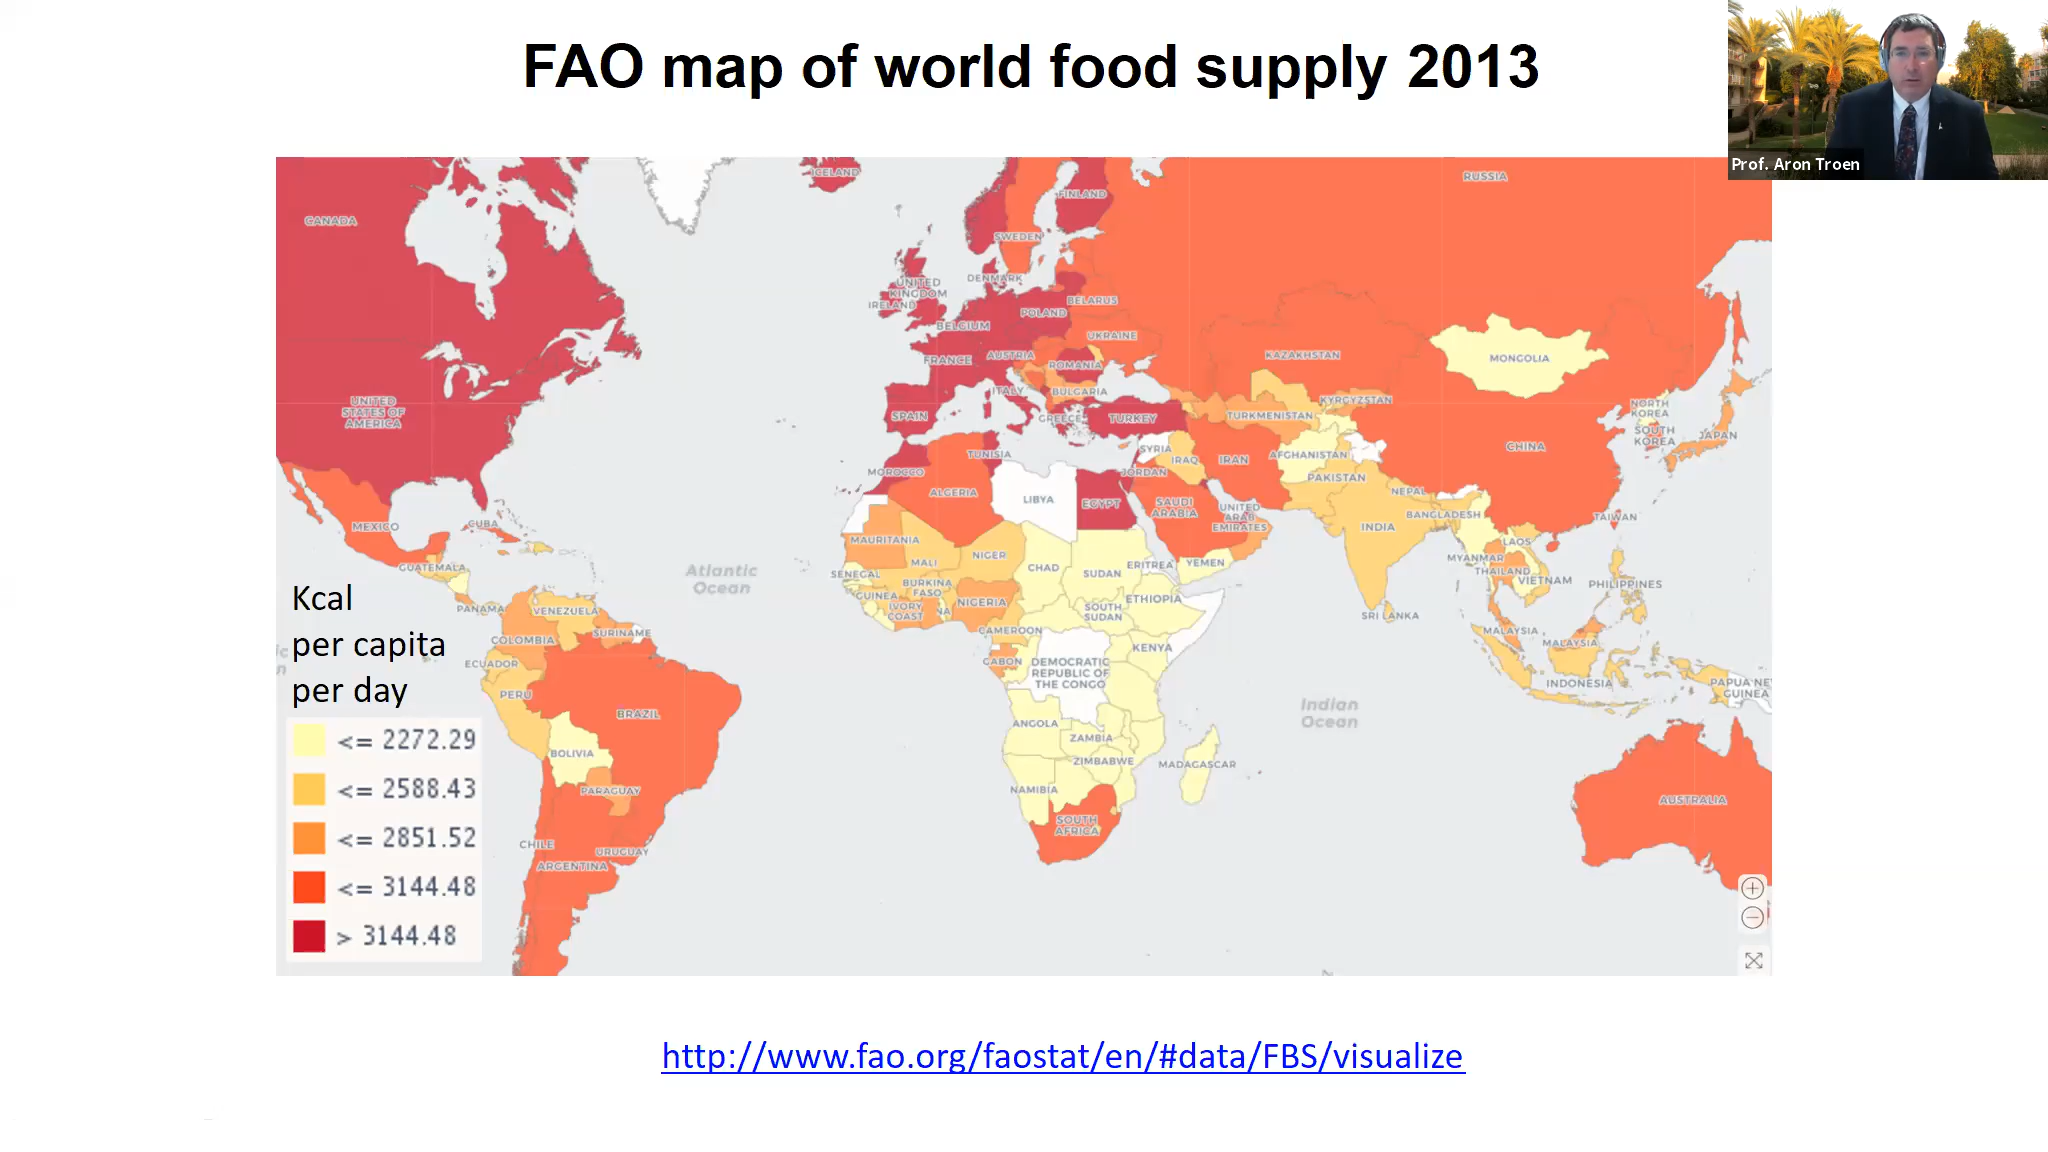 FAO map of world food supply 2013
Prof. Aron Troen
ICELAND
RUSSIA
FINLAND
CANADA
SWEDEN
DENMARK
UNITED
KINGDOM
IRELAND
BELARUS
POLAND
BELGIUM
UKRAINE
FRANCE
AUSTRIA
ROMANIA
KAZAKHSTAN
MONGOLIA
ITALY
BULGARIA
KYRGYZSTAN
UNITED
STATES OF
AMERICA
SPAIN
GREECE
TURKEY
TURKMENISTAN
NORTH
KOREA
SOUTH
KOREA
JAPAN
CHINA
TUNISIA
SYRIA
IRAQ
IRAN
AFGHANISTAN
MOROCCO
JORDAN
PAKISTAN
ALGERIA
LIBYA
EGYPT
SAUDI
ARABIA
UNITED
ARAB
EMIRATES
NEPAL
BANGLADESH
INDIA
TAIWAN
MEXICO
CUBA
MAURITANIA
MALI
NIGER
CHAD
SUDAN
ERITREA
YEMEN
LAOS
MYANMAR
THAILAND
VIETNAM
PHILIPPINES
GUATEMALA
Atlantic
Ocean
SENEGAL
BURKINA
FASO
GUINEA
IVORY
COAST
NA
NIGERIA
SOUTH
SUDAN
ETHIOPIA
SRI LANKA
PANAMA
VENEZUELA
SURINAME
COLOMBIA
CAMEROON
KENYA
MALAYSIA
MALAYSIA
ECUADOR
GABON
DEMOCRATIC
REPUBLIC OF
THE CONGO
INDONESIA
PAPUA NE
GUINEA
PERU
BRAZIL
Indian
Ocean
ANGOLA
ZAMBIA
BOLIVIA
ZIMBABWE
MADAGASCAR
NAMIBIA
PARAGUAY
AUSTRALIA
SOUTH
AFRICA
CHILE
URUGUAY
ARGENTINA
ic
n
Kcal
per capita
per day
<= 2272.29
<= 2588.43
<= 2851.52
<= 3144.48
> 3144.48
http://www.fao.org/faostat/en/#data/FBS/visualize